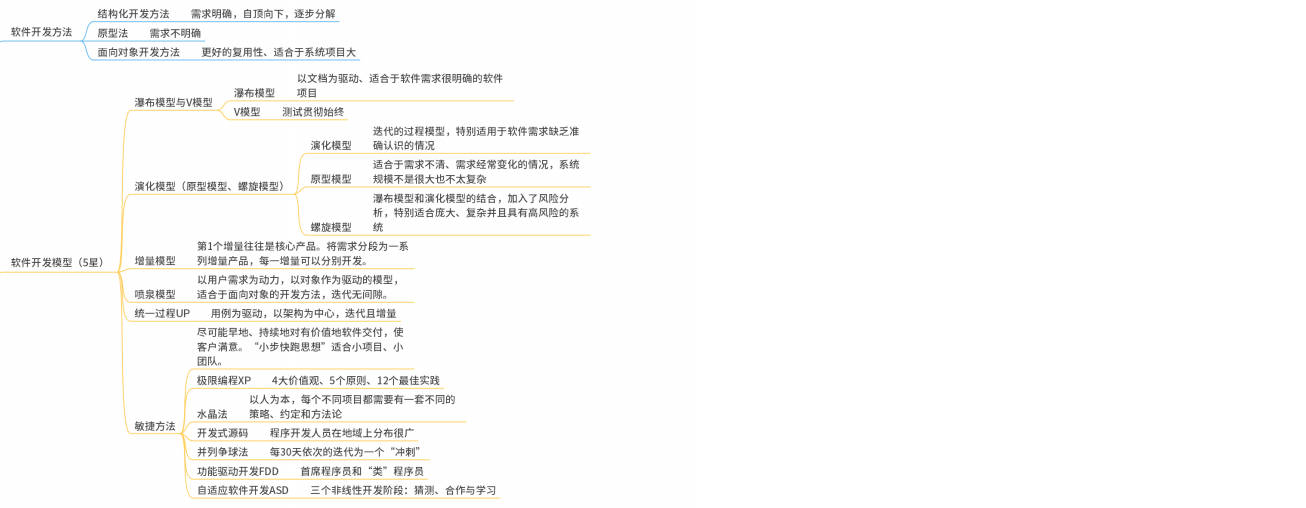 软件开发方法
结构化开发方法 需求明确，自顶向下，逐步分解
原型法 需求不明确
面向对象开发方法 更好的复用性、适合于系统项目大
软件开发模型（5星）
瀑布模型与V模型
瀑布模型
以文档为驱动、适合于软件需求很明确的软件
项目
V模型 测试贯彻始终
演化模型（原型模型、螺旋模型）
演化模型
迭代的过程模型，特别适用于软件需求缺乏准
确认识的情况
原型模型
适合于需求不清、需求经常变化的情况，系统
规模不是很大也不太复杂
螺旋模型
瀑布模型和演化模型的结合，加入了风险分
析，特别适合庞大、复杂并且具有高风险的系
统
增量模型
第1个增量往往是核心产品。将需求分段为一系
列增量产品，每一增量可以分别开发。
喷泉模型
以用户需求为动力，以对象作为驱动的模型，
适合于面向对象的开发方法，迭代无间隙。
统一过程UP 用例为驱动，以架构为中心，迭代且增量
敏捷方法
尽可能早地、持续地对有价值地软件交付，使
客户满意。“小步快跑思想”适合小项目、小
团队。
极限编程XP 4大价值观、5个原则、12个最佳实践
水晶法
以人为本，每个不同项目都需要有一套不同的
策略、约定和方法论
开发式源码 程序开发人员在地域上分布很广
并列争球法 每30天依次的迭代为一个“冲刺”
功能驱动开发FDD 首席程序员和“类”程序员
自适应软件开发ASD 三个非线性开发阶段：猜测、合作与学习